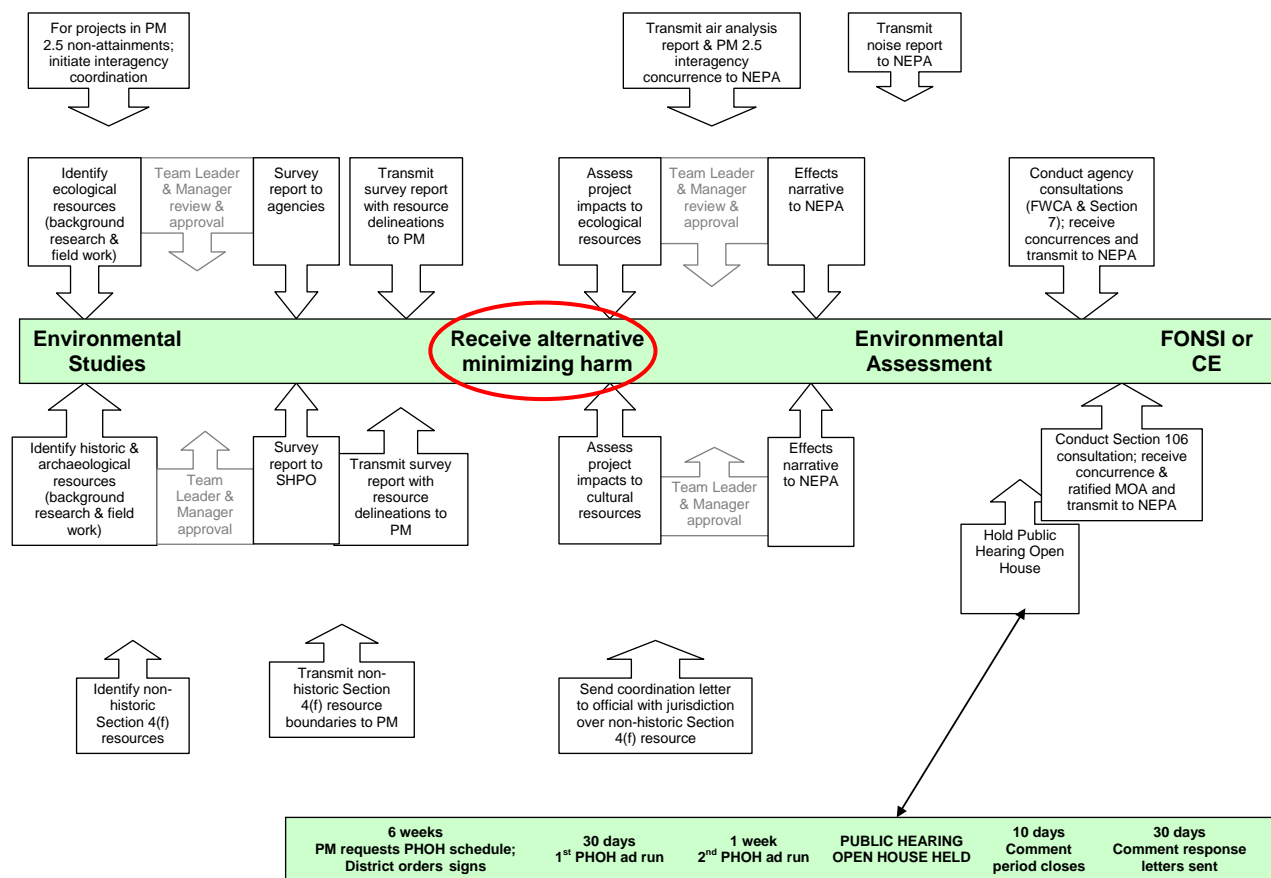 For projects in PM
2.5 non-attainments;
initiate interagency
coordination
Transmit air analysis
report & PM 2.5
interagency
concurrence to NEPA
Transmit
noise report
to NEPA
Identify
ecological
resources
(background
research &
field work)
Team Leader
& Manager
review &
approval
Survey
report to
agencies
Transmit
survey report
with resource
delineations
to PM
Assess
project
impacts to
ecological
resources
Team Leader
& Manager
review &
approval
Effects
narrative
to NEPA
Conduct agency
consultations
(FWCA & Section
7); receive
concurrences and
transmit to NEPA
Environmental
Studies
Receive alternative
minimizing harm
Environmental
Assessment
FONSI or
CE
Identify historic &
archaeological
resources
(background
research & field
work)
Team
Leader &
Manager
approval
Survey
report to
SHPO
Transmit survey
report with
resource
delineations to
PM
Assess
project
impacts to
cultural
resources
Team Leader
& Manager
approval
Effects
narrative
to NEPA
Hold Public
Hearing Open
House
Conduct Section 106
consultation; receive
concurrence &
ratified MOA and
transmit to NEPA
Identify non-
historic
Section 4(f)
resources
Transmit non-
historic Section
4(f) resource
boundaries to PM
Send coordination letter
to official with jurisdiction
over non-historic Section
4(f) resource
6 weeks
PM requests PHOH schedule;
District orders signs
30 days
1st PHOH ad run
1 week
2nd PHOH ad run
PUBLIC HEARING
OPEN HOUSE HELD
10 days
Comment
period closes
30 days
Comment response
letters sent